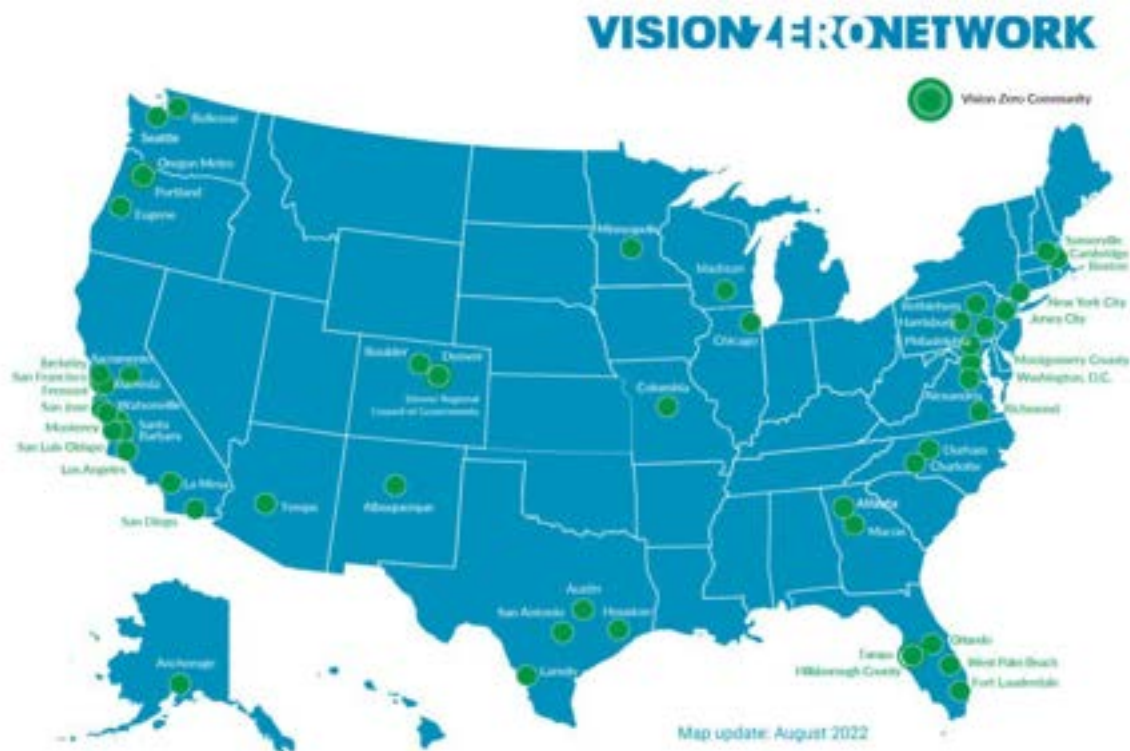 VISIONZERONETWORK
Vision Zero Community
Bellevue
Seattle
Oregon Metro
Portland
Eugene
Minneapolis
Madison
Chicago
Somerville
Cambridge
Boston
New York City
Jersey City
Bethlehem
Harrisburg
Philadelphia
Montgomery County
Washington, D.C.
Alexandria
Richmond
Durham
Charlotte
Atlanta
Macon
Boulder
Denver
Denver Regional
Council of Governments
Columbia
Berkeley
Sacramento
San Francisco
Alameda
Fremont
San Jose
Watsonville
Monterey
Santa
Barbara
San Luis Obispo
Los Angeles
La Mesa
San Diego
Tempe
Albuquerque
Austin
San Antonio
Houston
Laredo
Orlando
Tampa
West Palm Beach
Hillsborough County
Fort Lauderdale
Anchorage
Map update: August 2022